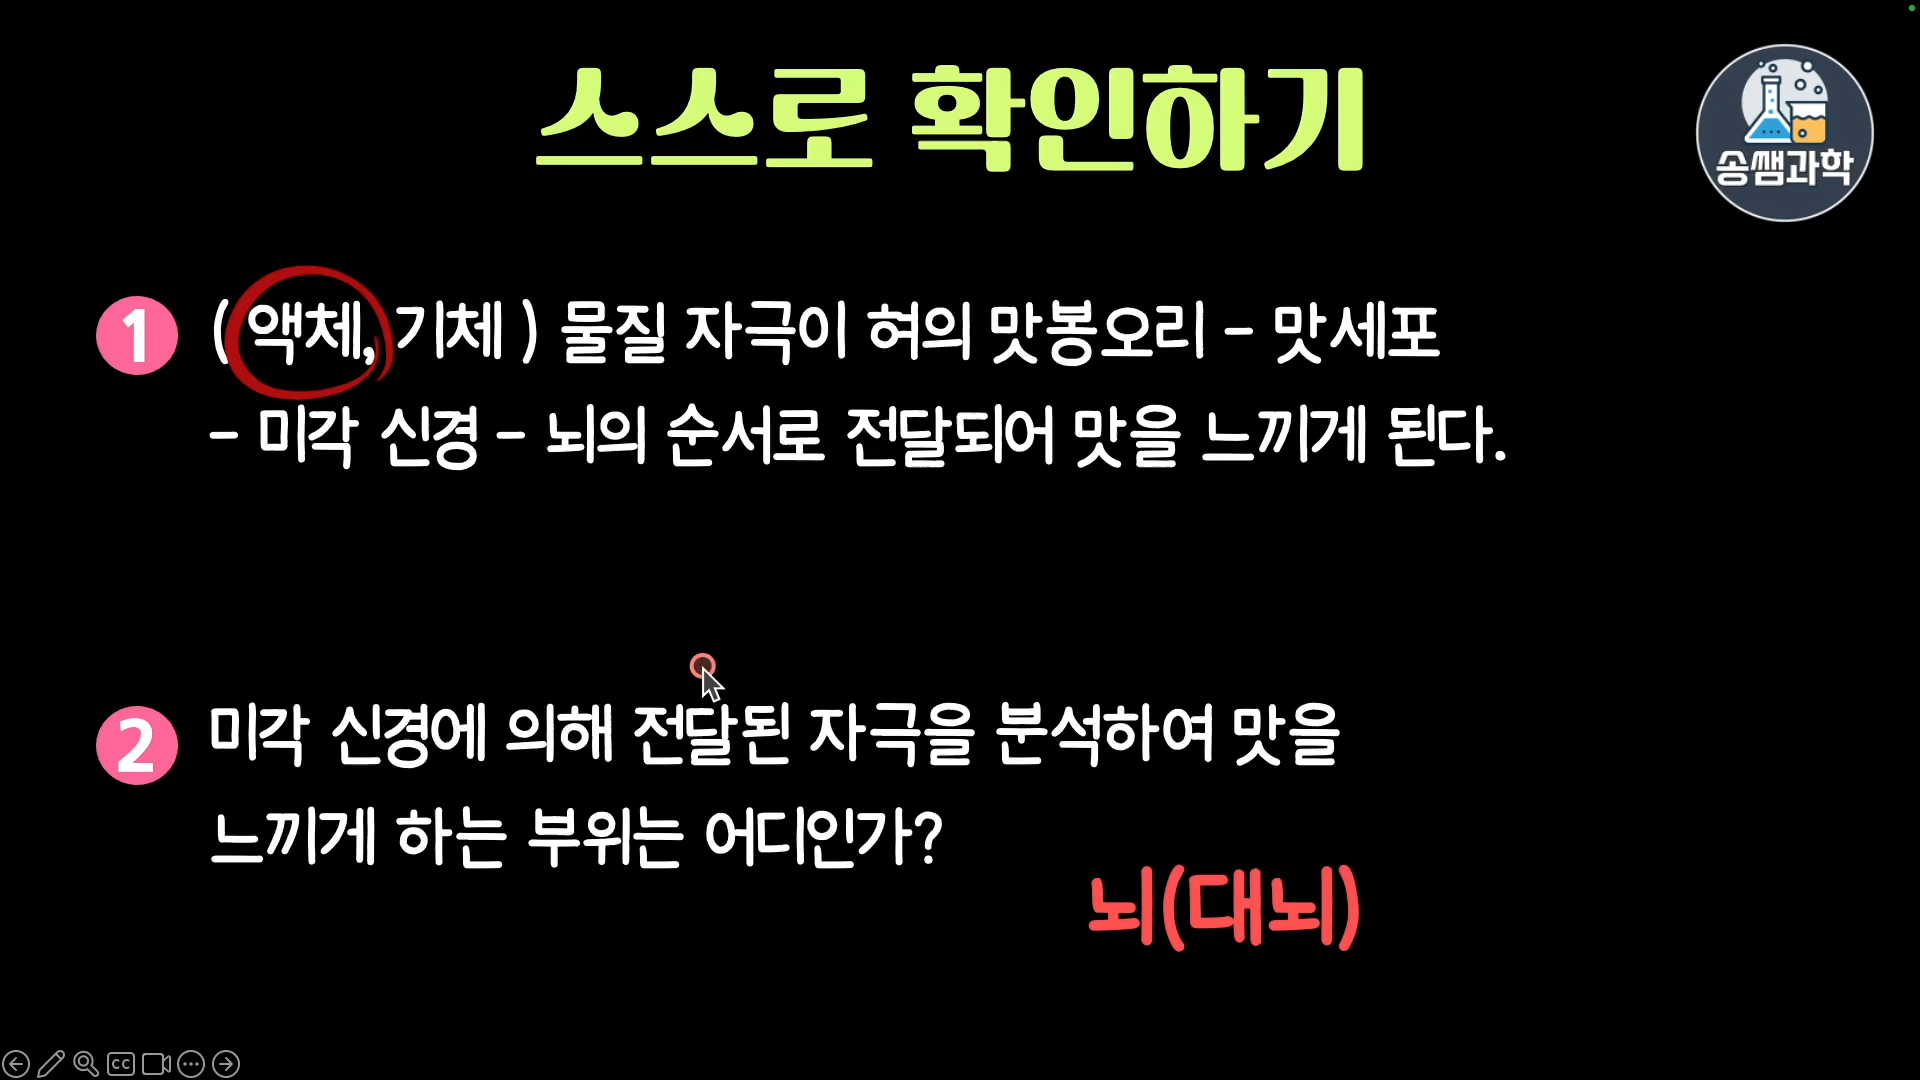 스스로 확인하기
송쌤과학
1 ( 액체, 기체 ) 물질 자극이 혀의 맛봉오리 – 맛세포
– 미각 신경 – 뇌의 순서로 전달되어 맛을 느끼게 된다.
2 미각 신경에 의해 전달된 자극을 분석하여 맛을
느끼게 하는 부위는 어디인가?
뇌(대뇌)
CC